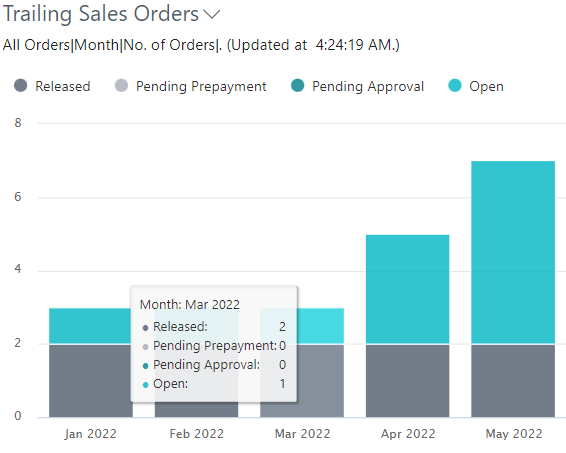 Trailing Sales Orders
All Orders|Month|No. of Orders|. (Updated at  4:24:19 AM.)
Released Pending Prepayment Pending Approval Open
8
6
4
2
0
Month: Mar 2022
Released: 2
Pending Prepayment: 0
Pending Approval: 0
Open: 1
Jan 2022 Feb 2022 Mar 2022 Apr 2022 May 2022